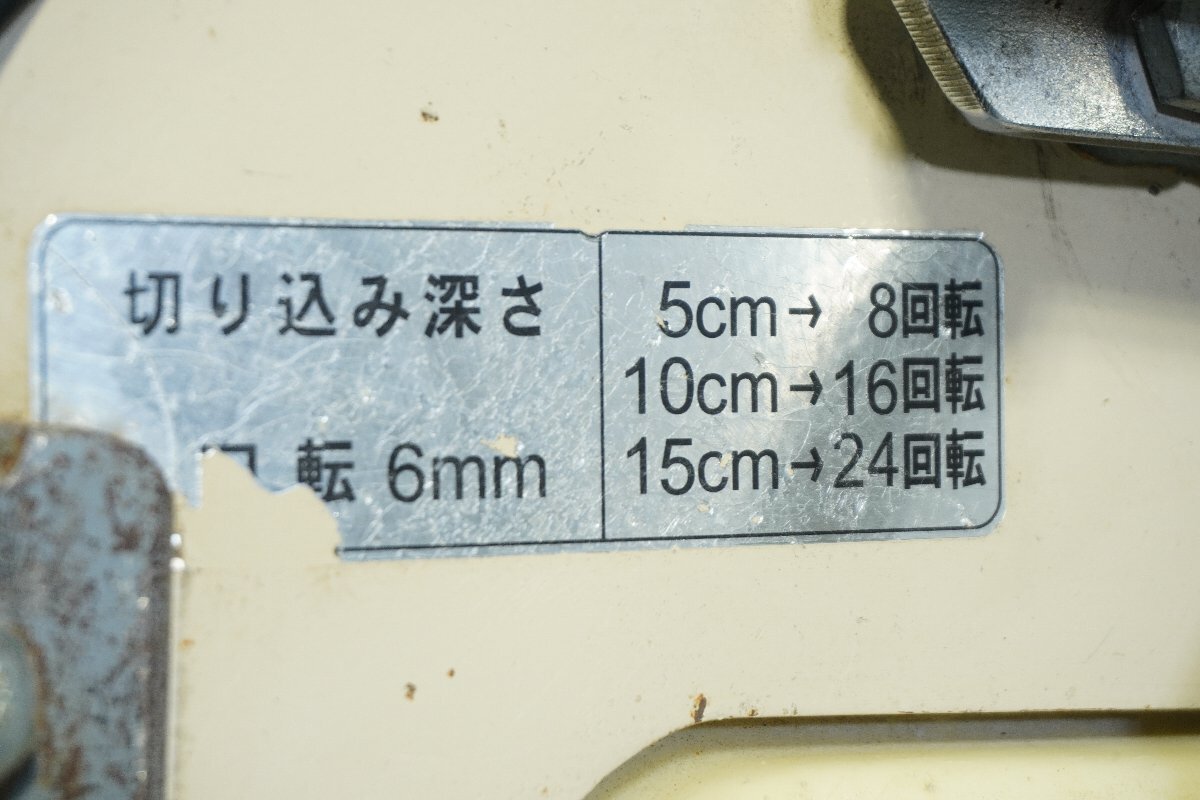 切り込み深さ
回転 6mm
5cm→ 8回転
10cm→16回転
15cm→24回転